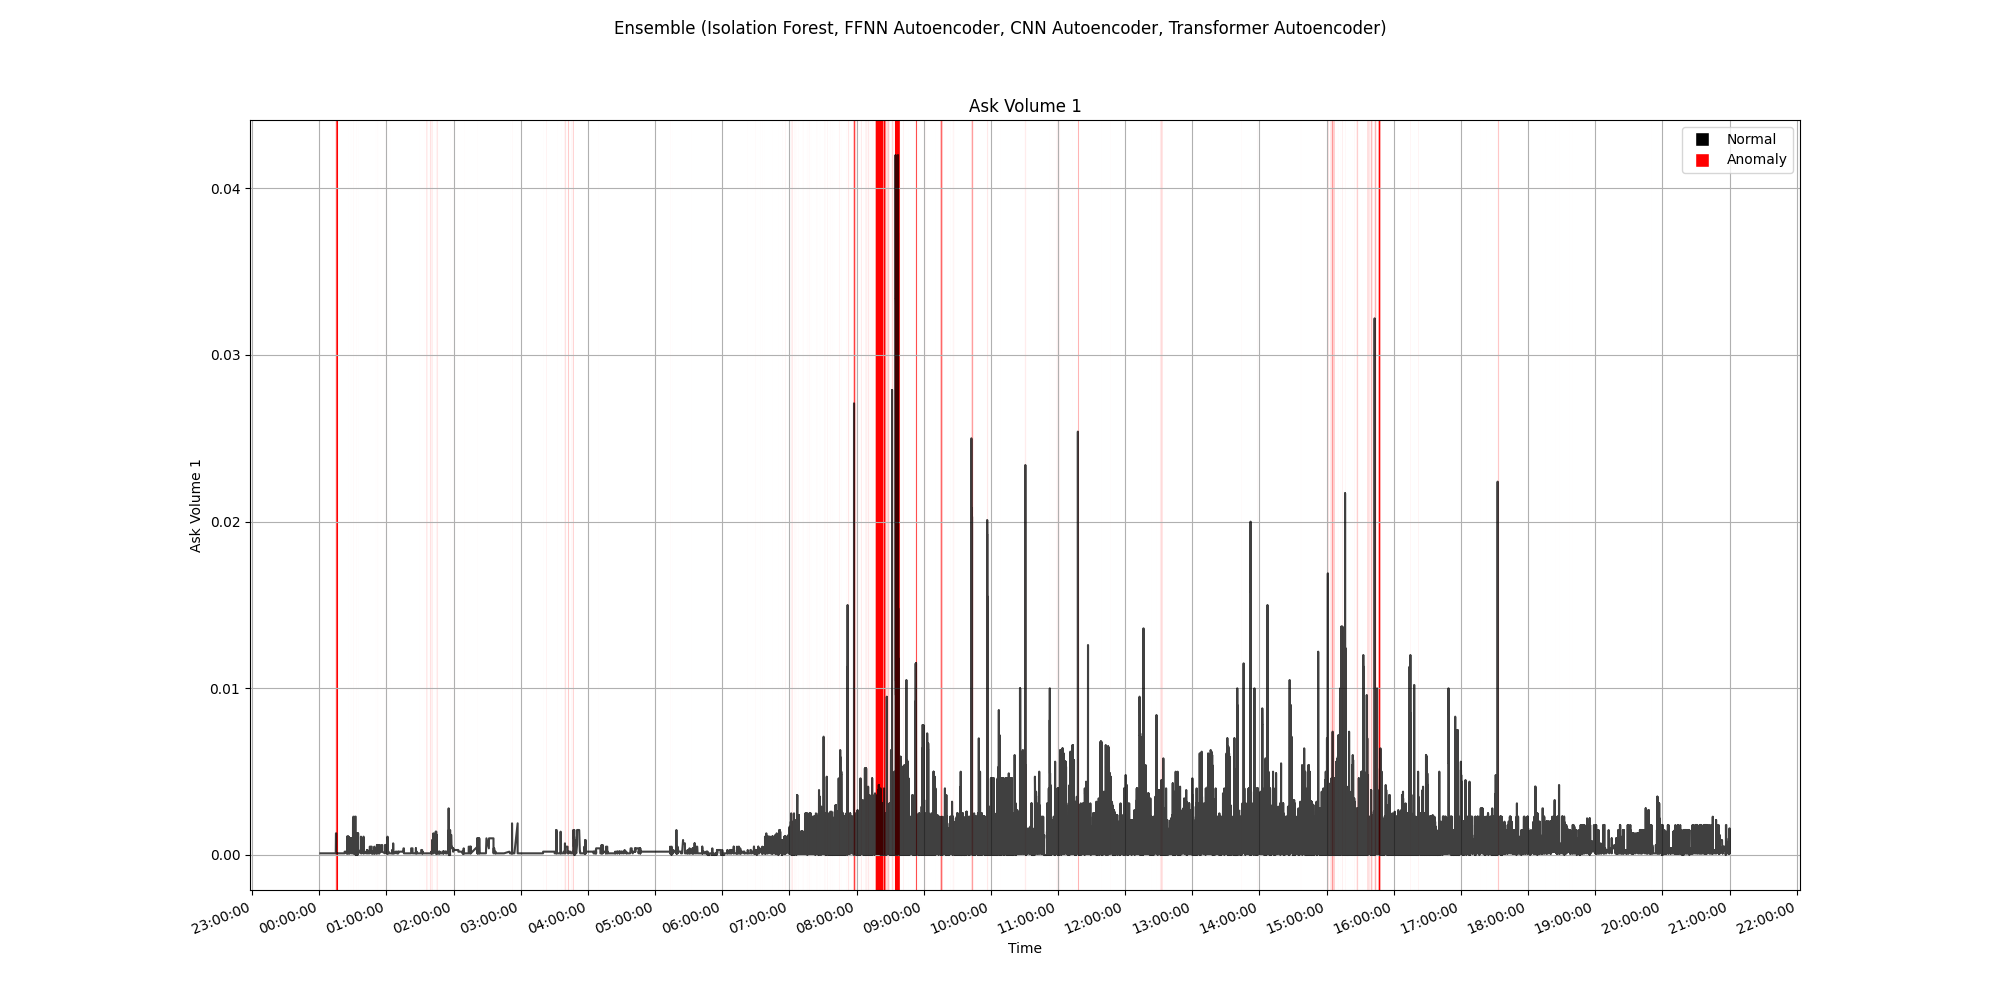 Ensemble (Isolation Forest, FFNN Autoencoder, CNN Autoencoder, Transformer Autoencoder)
Ask Volume 1
Normal
Anomaly
0.04
0.03
0.02
0.01
0.00
Ask Volume 1
23:00:00 00:00:00 01:00:00 02:00:00 03:00:00 04:00:00 05:00:00 06:00:00 07:00:00 08:00:00 09:00:00 10:00:00 11:00:00 12:00:00 13:00:00 14:00:00 15:00:00 16:00:00 17:00:00 18:00:00 19:00:00 20:00:00 21:00:00 22:00:00
Time